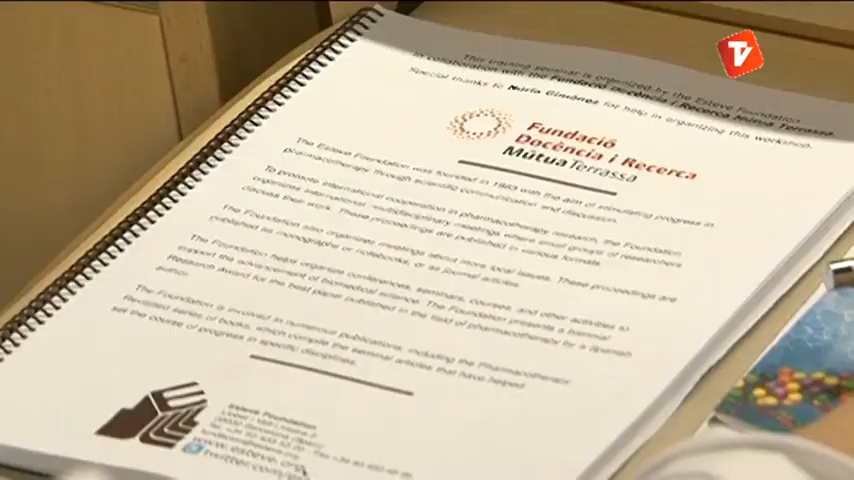 TV
This training seminar is organized by the Esteve Foundation
in collaboration with the Fundació Docència i Recerca Mútua Terrassa.
Special thanks to Núria Giménez for help in organizing this workshop.
Fundació
Docència i Recerca
MútuaTerrassa
The Esteve Foundation was founded in 1983 with the aim of stimulating progress in
pharmacotherapy through scientific communication and discussion.
To promote international cooperation in pharmacotherapy research, the Foundation
organizes international, multidisciplinary meetings where small groups of researchers
discuss their work. These proceedings are published in various formats.
The Foundation also organizes meetings about more local issues. These proceedings are
published as monographs or notebooks, or as journal articles.
The Foundation helps organize conferences, seminars, courses, and other activities to
support the advancement of biomedical science. The Foundation presents a biennial
Research Award for the best paper published in the field of pharmacotherapy by a Spanish
author.
The Foundation is involved in numerous publications, including the Pharmacotherapy
Revisited series of books, which compile the seminal articles that have helped
set the course of progress in specific disciplines.
Esteve Foundation
Barcelona (Spain)
www.esteve.org
twitter.com/